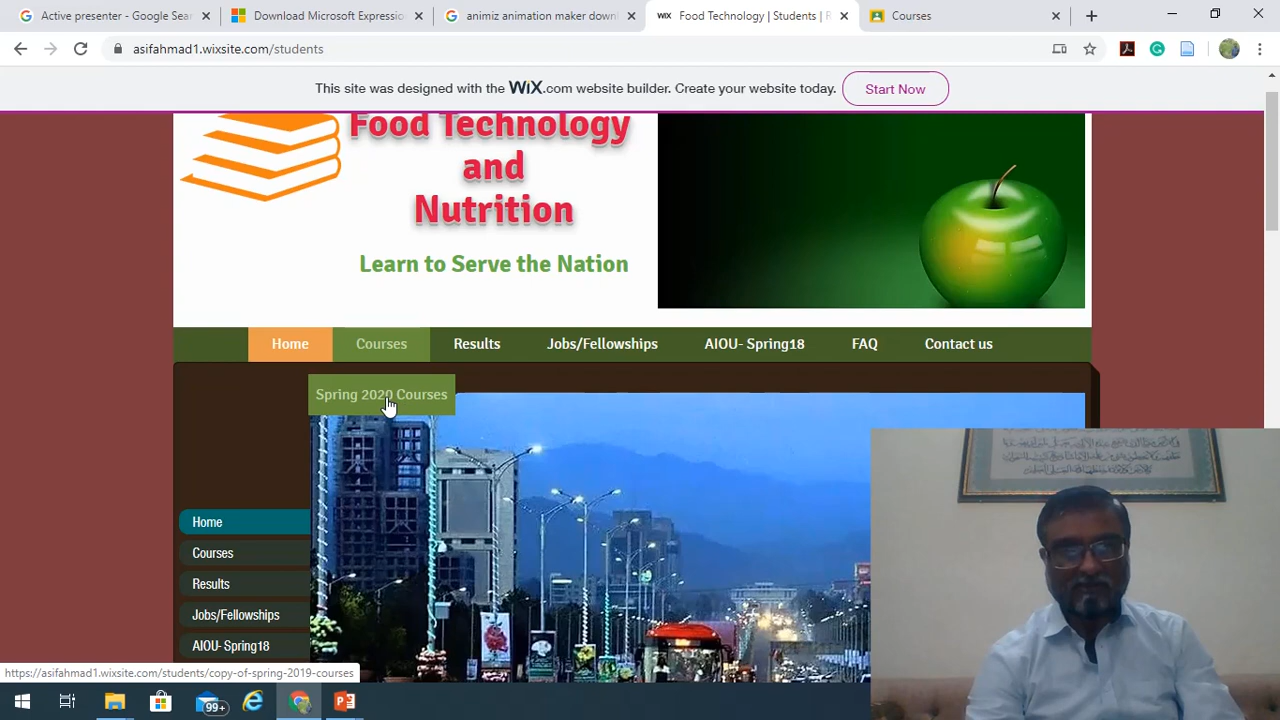 Active presenter - Google Sear
Download Microsoft Expressio
animiz animation maker down
WiX Food Technology | Students | R
Courses
asifahmad1.wixsite.com/students
This site was designed with the WiX.com website builder. Create your website today.
Start Now
Food Technology
and
Nutrition
Learn to Serve the Nation
Home
Courses
Results
Jobs/Fellowships
AIOU- Spring18
FAQ
Contact us
Spring 2020 Courses
Home
Courses
Results
Jobs/Fellowships
AIOU- Spring18
https://asifahmad1.wixsite.com/students/copy-of-spring-2019-courses
99+